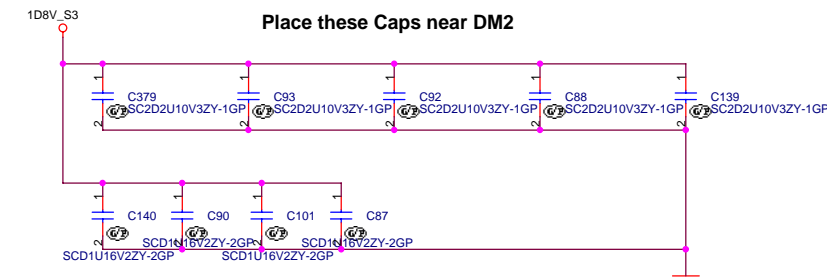 1D8V_S3
Place these Caps near DM2
1 1 1 1 1
C379 C93 C92 C88 C139
SC2D2U10V3ZY-1GP SC2D2U10V3ZY-1GP SC2D2U10V3ZY-1GP SC2D2U10V3ZY-1GP SC2D2U10V3ZY-1GP
G/P G/P G/P G/P G/P
2 2 2 2 2
1 1 1 1
C140 C90 C101 C87
G/P G/P G/P G/P
2 2 2 2
SCD1U16V2ZY-2GP SCD1U16V2ZY-2GP
SCD1U16V2ZY-2GP SCD1U16V2ZY-2GP